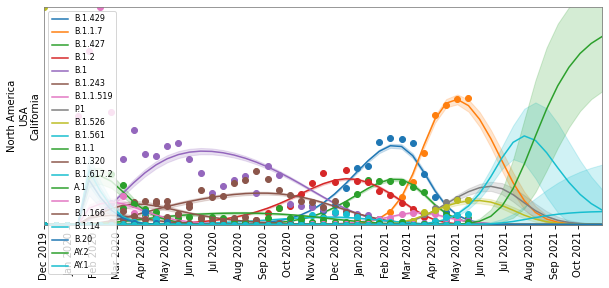 North America
USA
California
B.1.429
B.1.1.7
B.1.427
B.1.2
B.1
B.1.243
B.1.1.519
P.1
B.1.526
B.1.561
B.1.1
B.1.320
B.1.617.2
A.1
B
B.1.166
B.1.14
B.20
AY.2
AY.1
Dec 2019
Jan 2020
Feb 2020
Mar 2020
Apr 2020
May 2020
Jun 2020
Jul 2020
Aug 2020
Sep 2020
Oct 2020
Nov 2020
Dec 2020
Jan 2021
Feb 2021
Mar 2021
Apr 2021
May 2021
Jun 2021
Jul 2021
Aug 2021
Sep 2021
Oct 2021